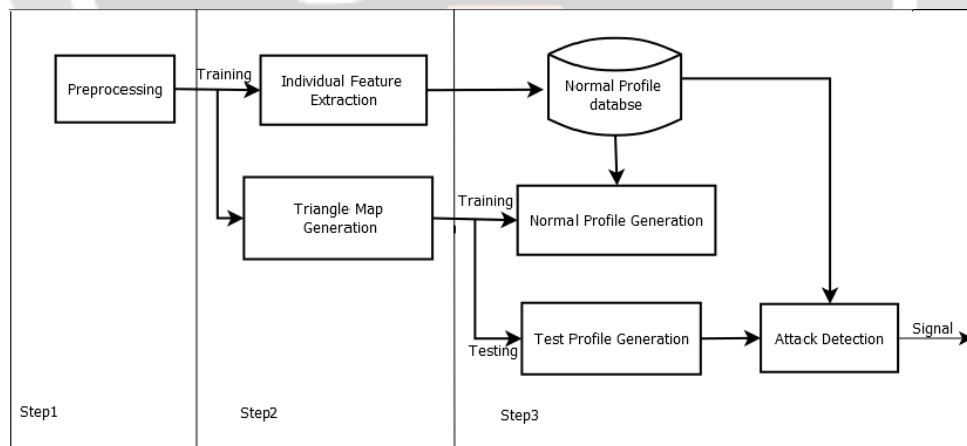 Preprocessing
Training
Individual Feature
Extraction
Normal Profile
databse
Triangle Map
Generation
Training
Normal Profile Generation
Testing
Test Profile Generation
Attack Detection
Signal
Step1
Step2
Step3